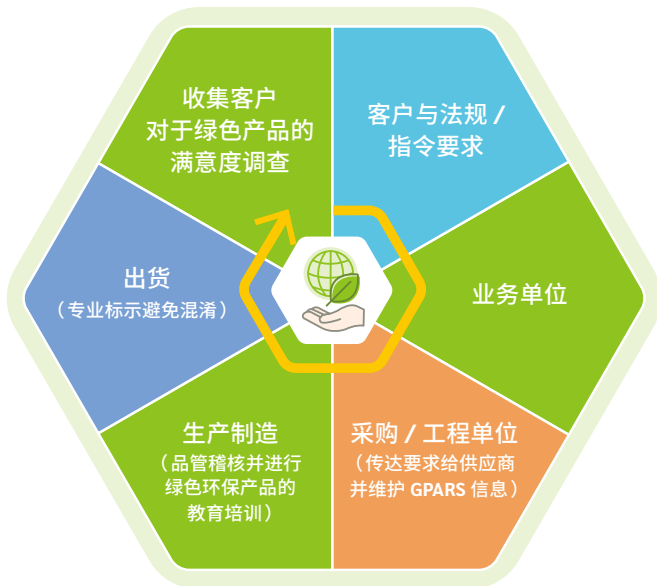 收集客户
对于绿色产品的
满意度调查
客户与法规 /
指令要求
业务单位
采购 / 工程单位
（传达要求给供应商
并维护 GPARS 信息）
生产制造
（品管稽核并进行
绿色环保产品的
教育培训）
出货
（专业标示避免混淆）